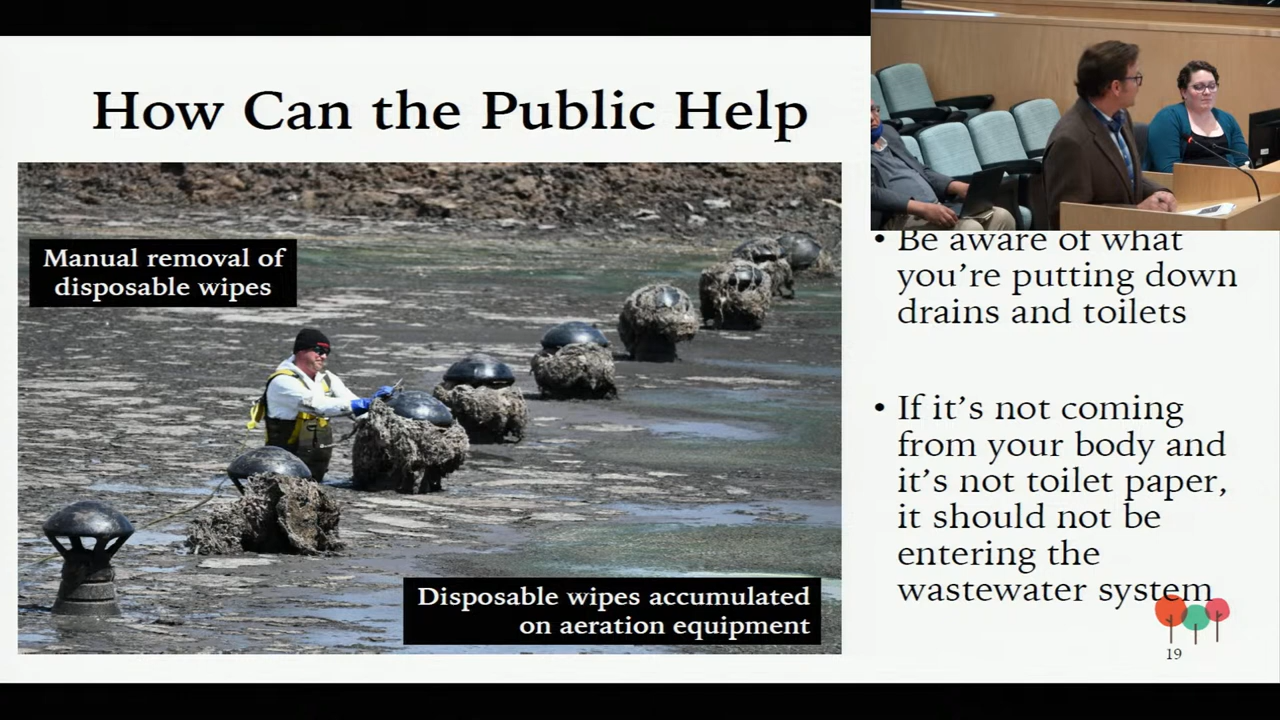 How Can the Public Help
Manual removal of
disposable wipes
Disposable wipes accumulated
on aeration equipment
• Be aware of what
you’re putting down
drains and toilets
• If it’s not coming
from your body and
it’s not toilet paper,
it should not be
entering the
wastewater system
19